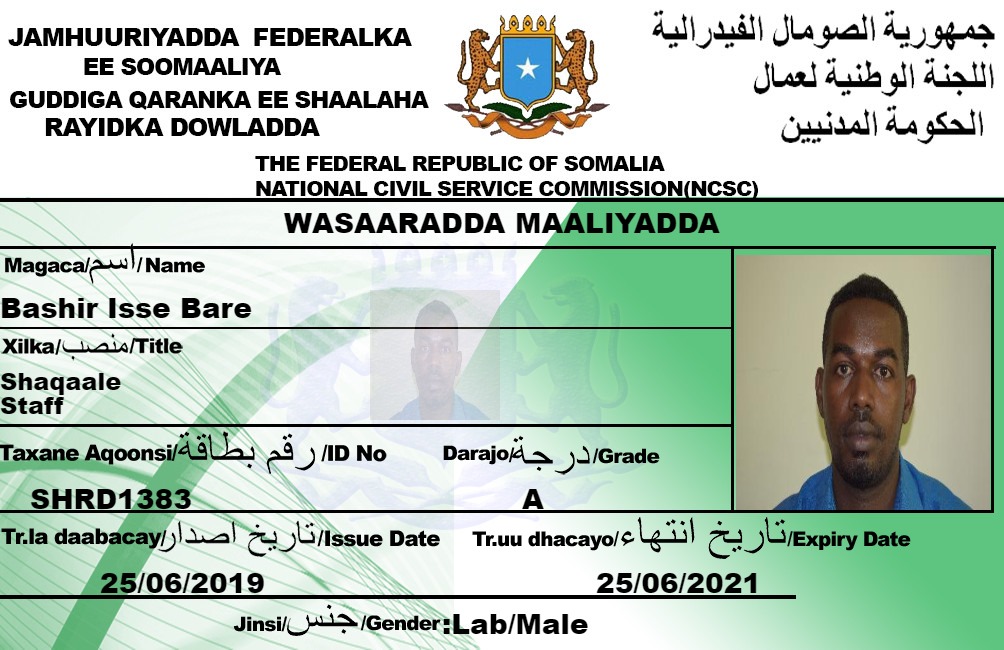 JAMHUURIYADDA FEDERALKA
EE SOOMAALIYA
GUDDIGA QARANKA EE SHAALAHA
RAYIDKA DOWLADDA
جمهورية الصومال الفيدرالية
اللجنة الوطنية لعمال
الحكومة المدنيين
THE FEDERAL REPUBLIC OF SOMALIA
NATIONAL CIVIL SERVICE COMMISSION(NCSC)
WASAARADDA MAALIYADDA
Magaca/اسم/Name
Bashir Isse Bare
Xilka/منصب/Title
Shaqaale
Staff
Taxane Aqoonsi/رقم بطاقة/ID No
SHRD1383
Darajo/درجة/Grade
A
Tr.la daabacay/تاريخ اصدار/Issue Date
25/06/2019
Tr.uu dhacayo/تاريخ انتهاء/Expiry Date
25/06/2021
Jinsi/جنس/Gender:Lab/Male